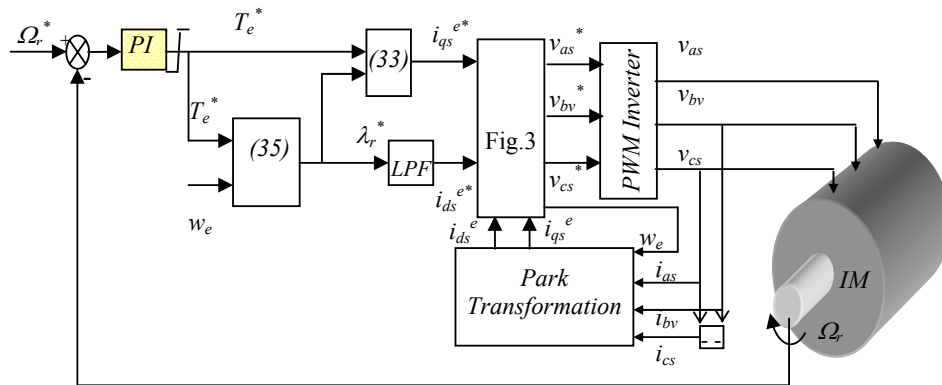 Ω_r^* + - PI T_e^* (33) i_qs^e* v_as^* v_as
v_bv^* v_bv
T_e^* (35) λ_r^* LPF Fig.3 PWM Inverter
v_cs^* v_cs
w_e i_ds^e*
i_ds^e i_qs^e w_e
Park i_as IM
Transformation
i_bv Ω_r
- -
i_cs